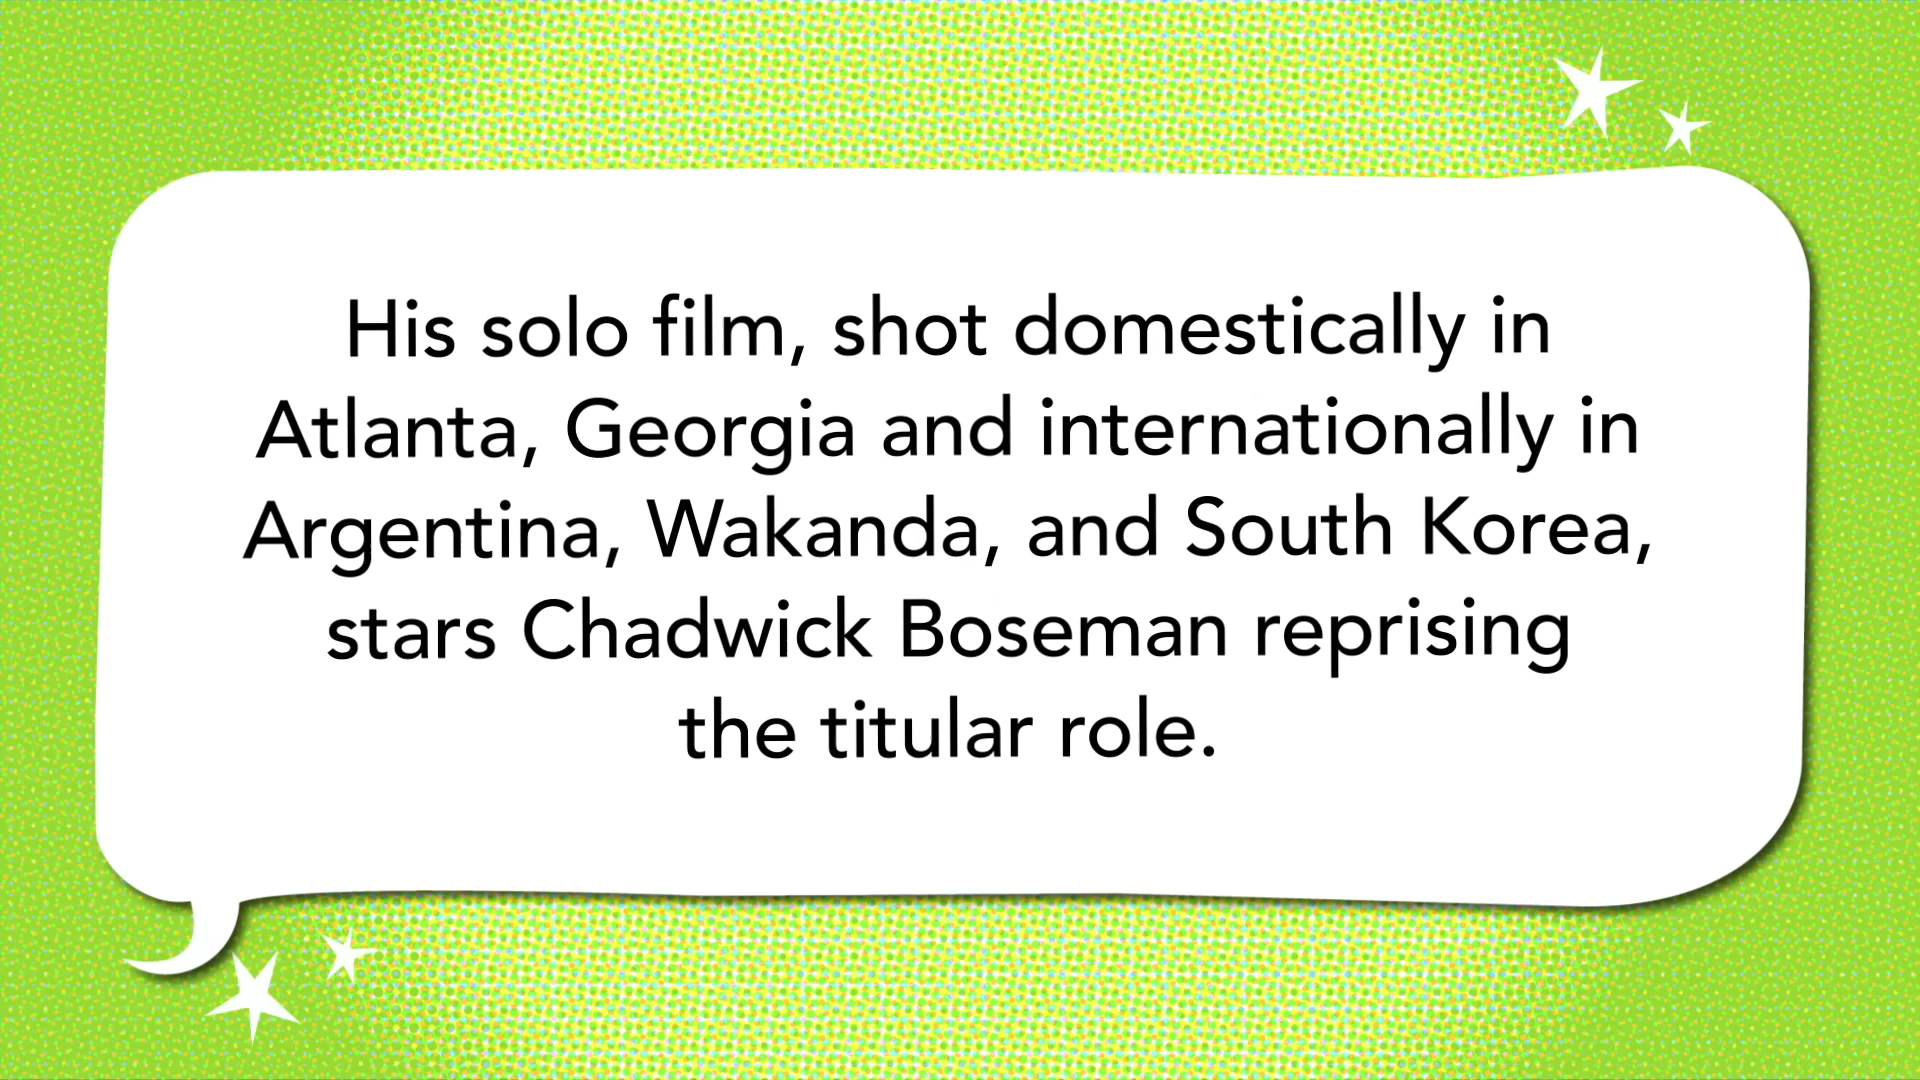 His solo film, shot domestically in
Atlanta, Georgia and internationally in
Argentina, Wakanda, and South Korea,
stars Chadwick Boseman reprising
the titular role.